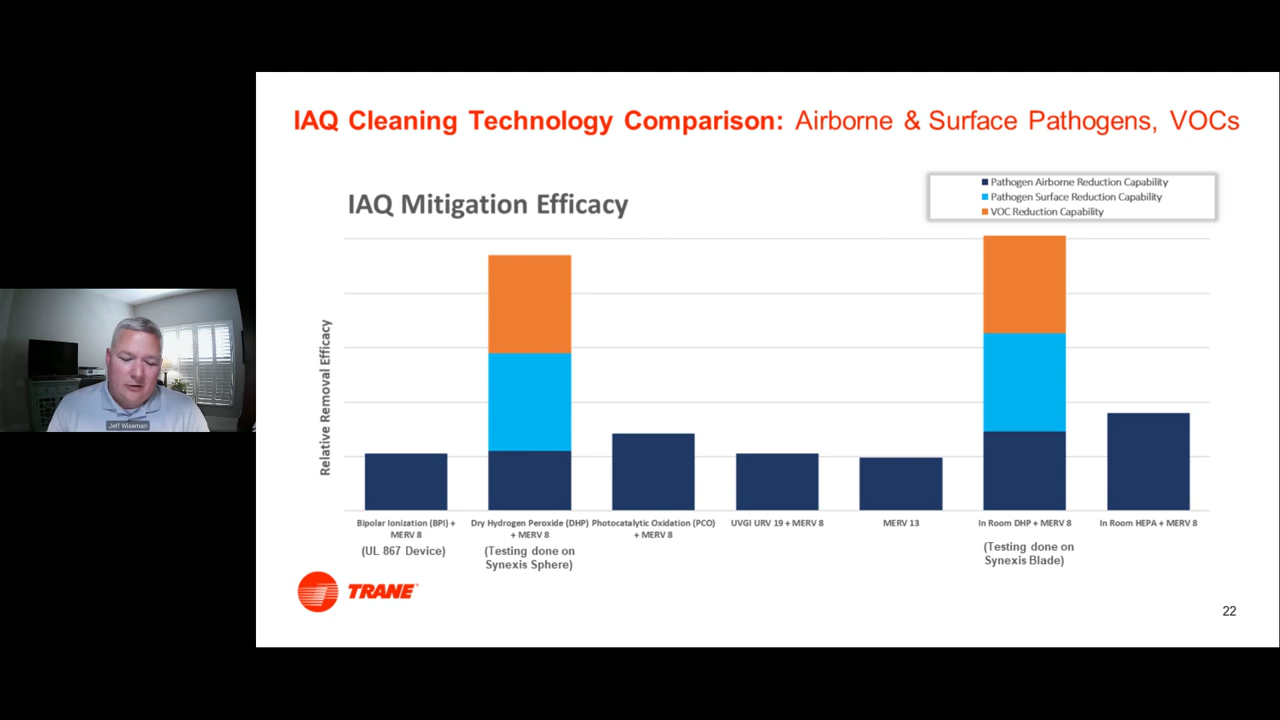 IAQ Cleaning Technology Comparison: Airborne & Surface Pathogens, VOCs
IAQ Mitigation Efficacy
Pathogen Airborne Reduction Capability
Pathogen Surface Reduction Capability
VOC Reduction Capability
Relative Removal Efficacy
Bipolar Ionization (BPI) +
MERV 8
(UL 867 Device)
Dry Hydrogen Peroxide (DHP)
+ MERV 8
(Testing done on
Synexis Sphere)
Photocatalytic Oxidation (PCO)
+ MERV 8
UVGI URV 19 + MERV 8
MERV 13
In Room DHP + MERV 8
(Testing done on
Synexis Blade)
In Room HEPA + MERV 8
TRANE
22
Jeff Wiseman